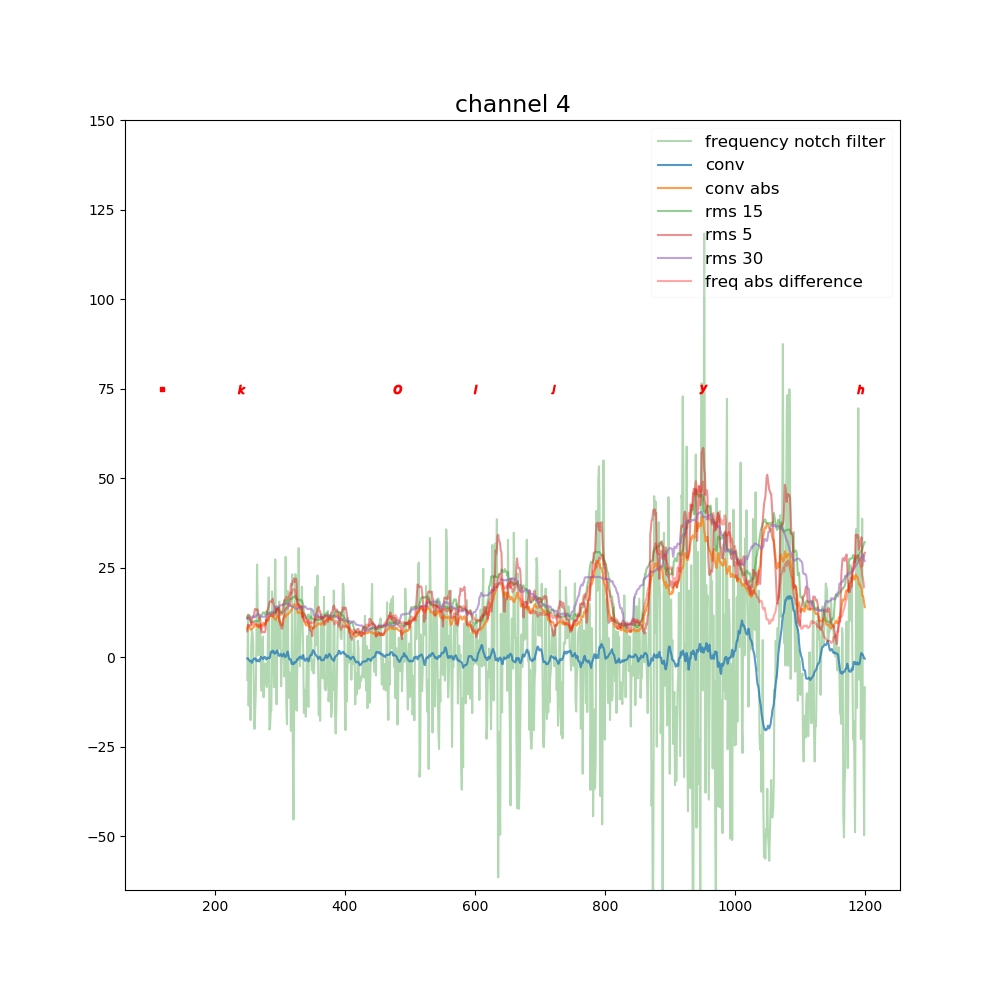 channel 4
150
125
100
75
50
25
0
−25
−50
frequency notch filter
conv
conv abs
rms 15
rms 5
rms 30
freq abs difference
k O l J y h
200 400 600 800 1000 1200